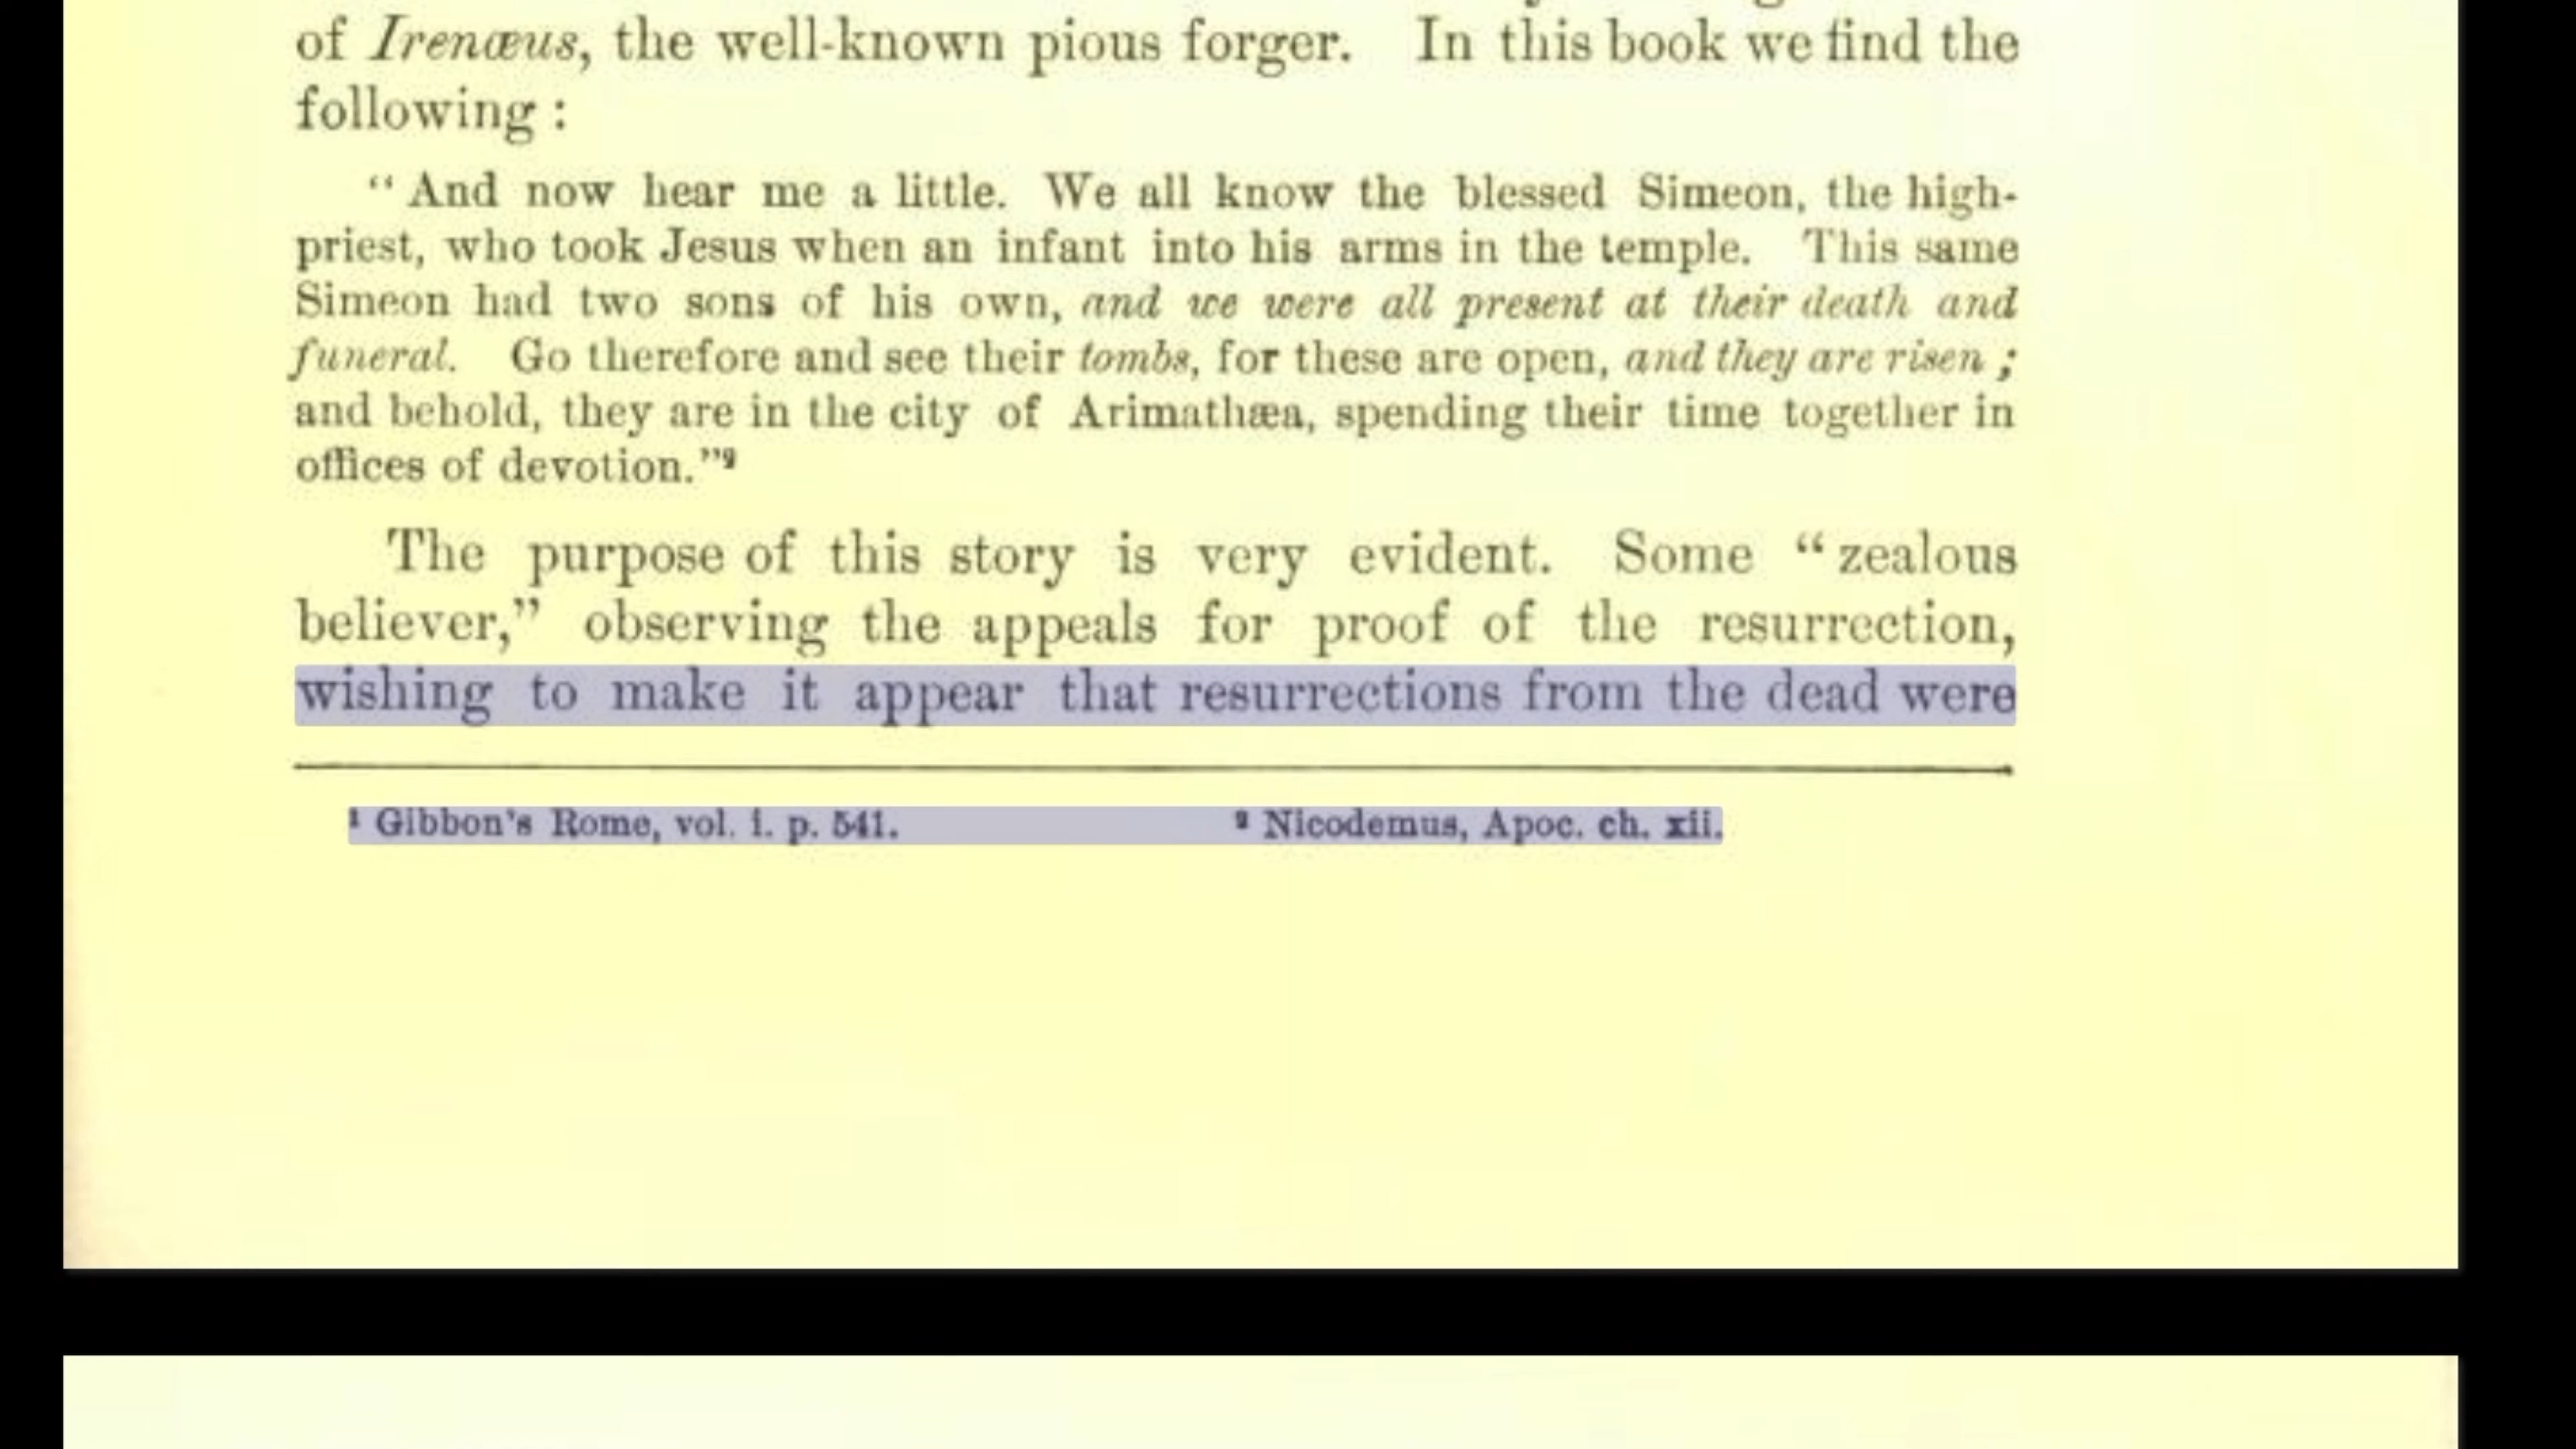 of Irenæus, the well-known pious forger. In this book we find the
following :
“ And now hear me a little. We all know the blessed Simeon, the high-
priest, who took Jesus when an infant into his arms in the temple. This same
Simeon had two sons of his own, and we were all present at their death and
funeral. Go therefore and see their tombs, for these are open, and they are risen ;
and behold, they are in the city of Arimathæa, spending their time together in
offices of devotion.”²
The purpose of this story is very evident. Some “ zealous
believer,” observing the appeals for proof of the resurrection,
wishing to make it appear that resurrections from the dead were
¹ Gibbon's Rome, vol. i. p. 541. ² Nicodemus, Apoc. ch. xii.